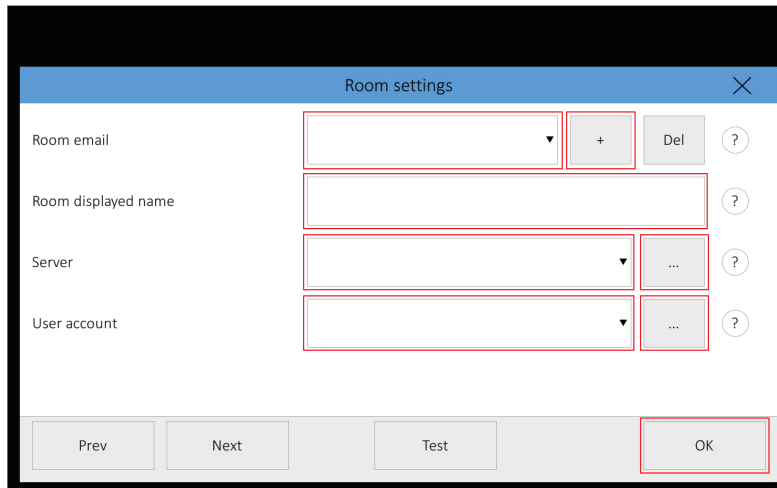 Room settings
Room email + Del ?
Room displayed name ?
Server ... ?
User account ... ?
Prev Next Test OK